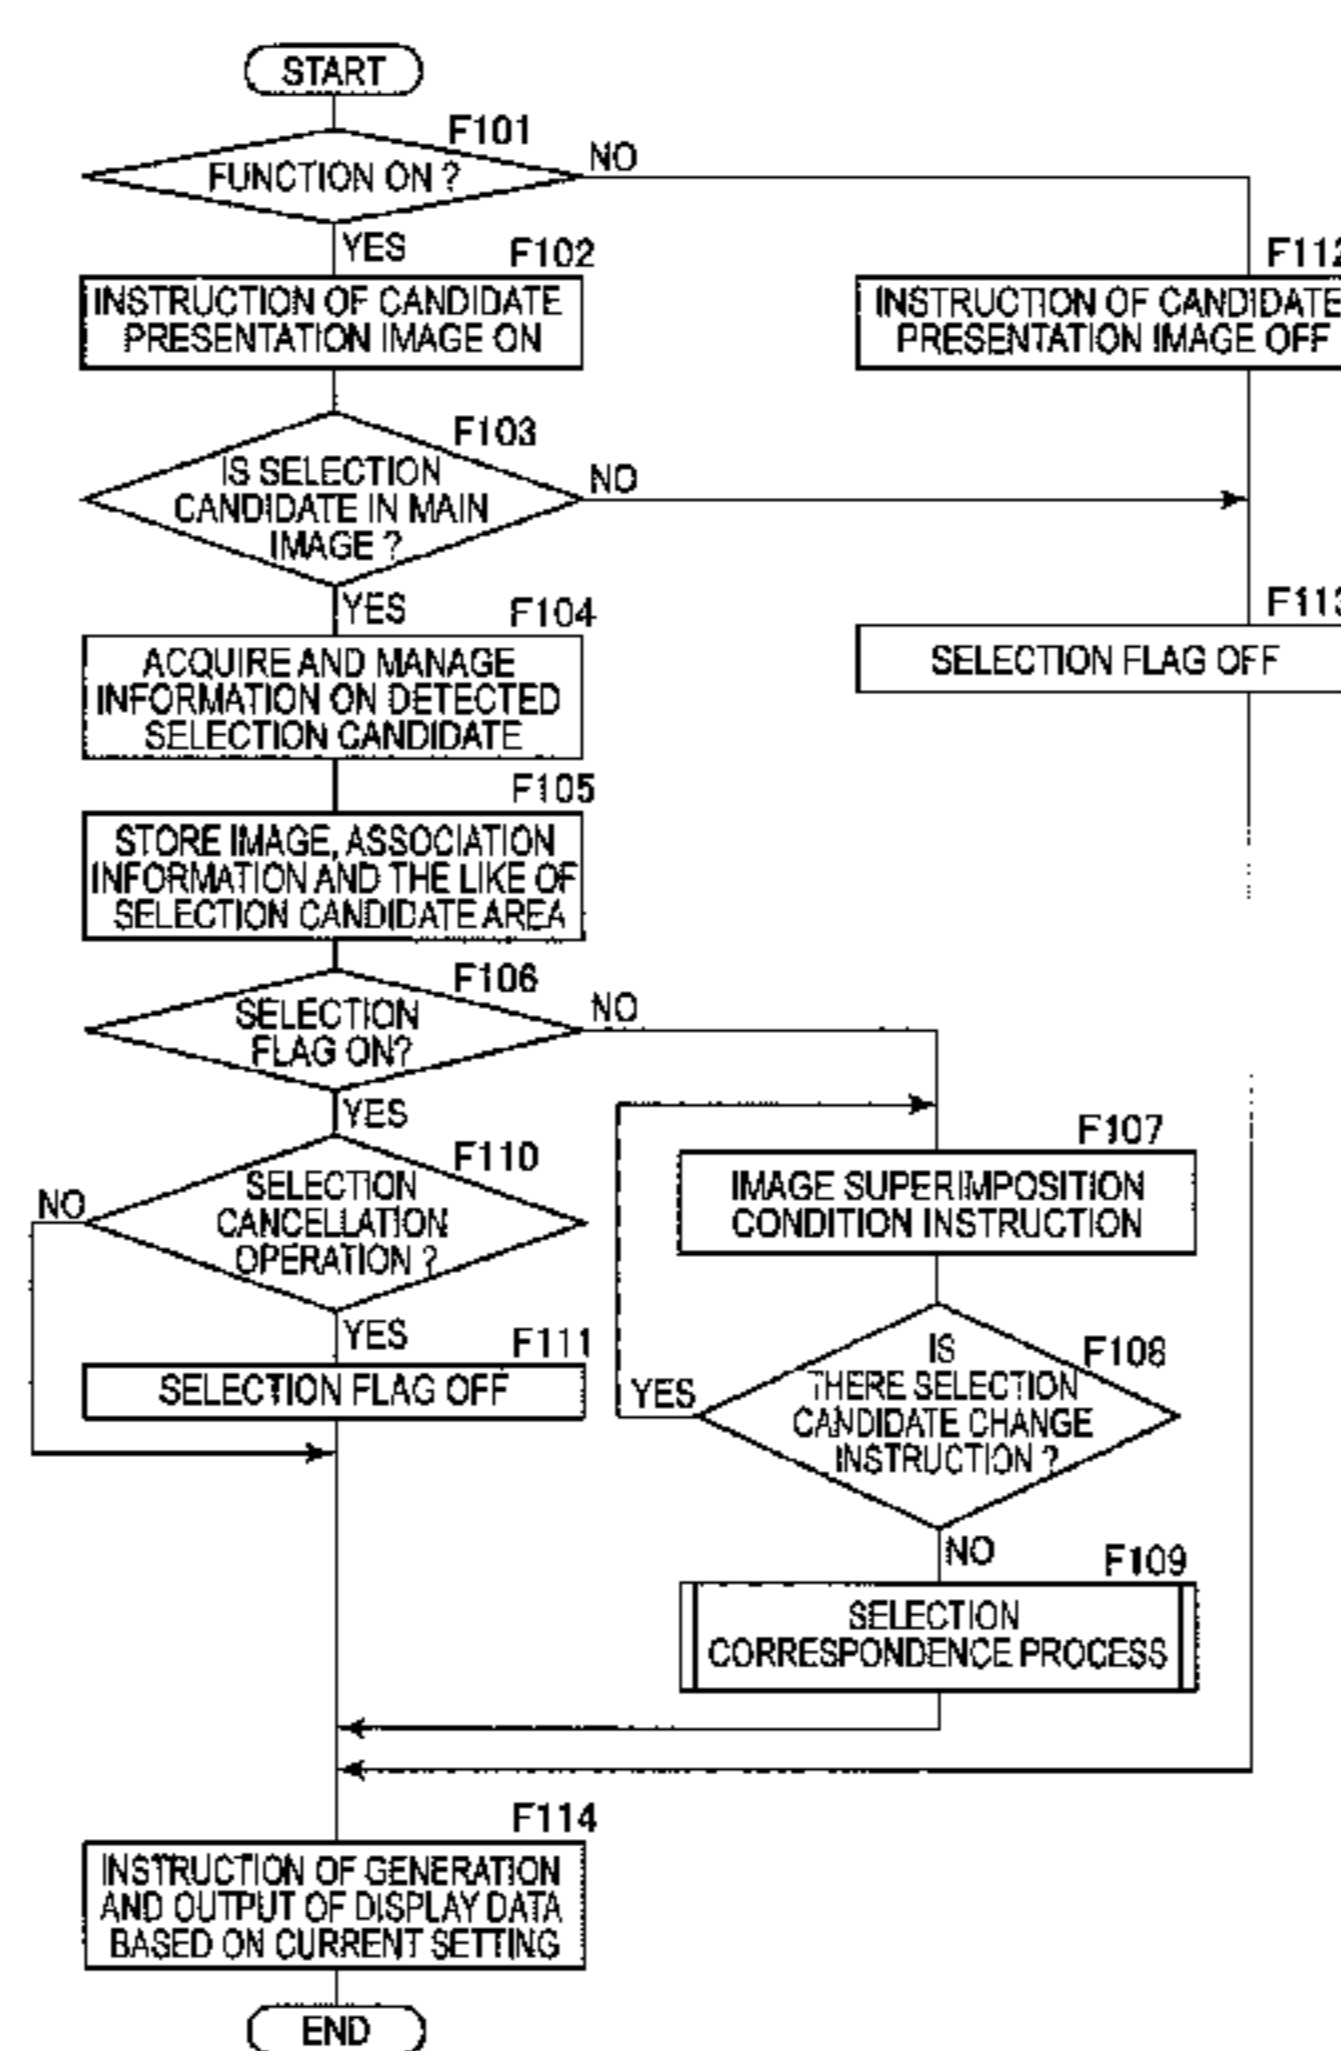 START
F101
FUNCTION ON ?
NO
YES
F102
INSTRUCTION OF CANDIDATE
PRESENTATION IMAGE ON
F112
INSTRUCTION OF CANDIDATE
PRESENTATION IMAGE OFF
F103
IS SELECTION
CANDIDATE IN MAIN
IMAGE ?
NO
YES
F104
ACQUIRE AND MANAGE
INFORMATION ON DETECTED
SELECTION CANDIDATE
F113
SELECTION FLAG OFF
F105
STORE IMAGE, ASSOCIATION
INFORMATION AND THE LIKE OF
SELECTION CANDIDATE AREA
F106
SELECTION
FLAG ON?
NO
YES
F110
SELECTION
CANCELLATION
OPERATION ?
NO
YES
F111
SELECTION FLAG OFF
F107
IMAGE SUPERIMPOSITION
CONDITION INSTRUCTION
F108
IS
THERE SELECTION
CANDIDATE CHANGE
INSTRUCTION ?
YES
NO
F109
SELECTION
CORRESPONDENCE PROCESS
F114
INSTRUCTION OF GENERATION
AND OUTPUT OF DISPLAY DATA
BASED ON CURRENT SETTING
END